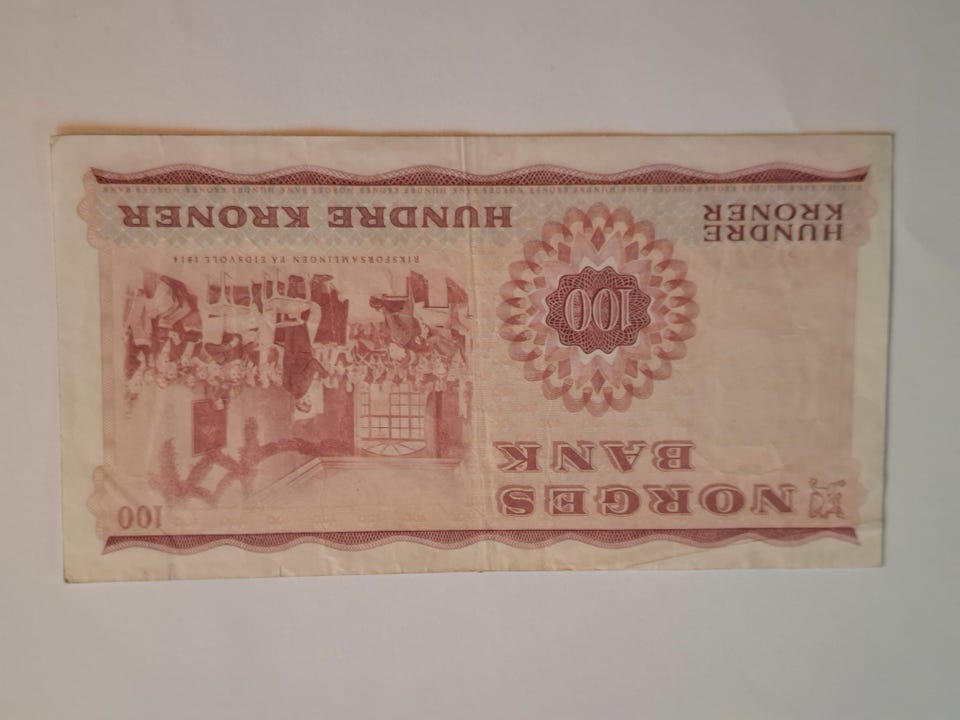 NORGES
BANK
100
100
RIKSFORSAMLINGEN PÅ EIDSVOLL 1814
HUNDRE
KRONER
HUNDRE KRONER